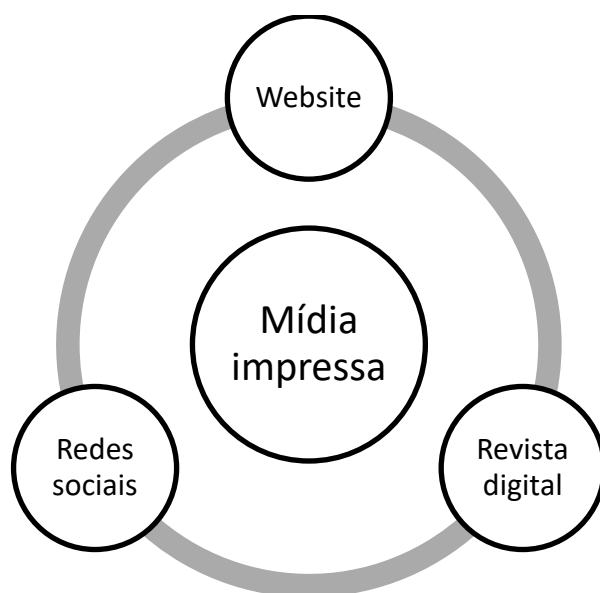 Website
Mídia
impressa
Redes
sociais
Revista
digital